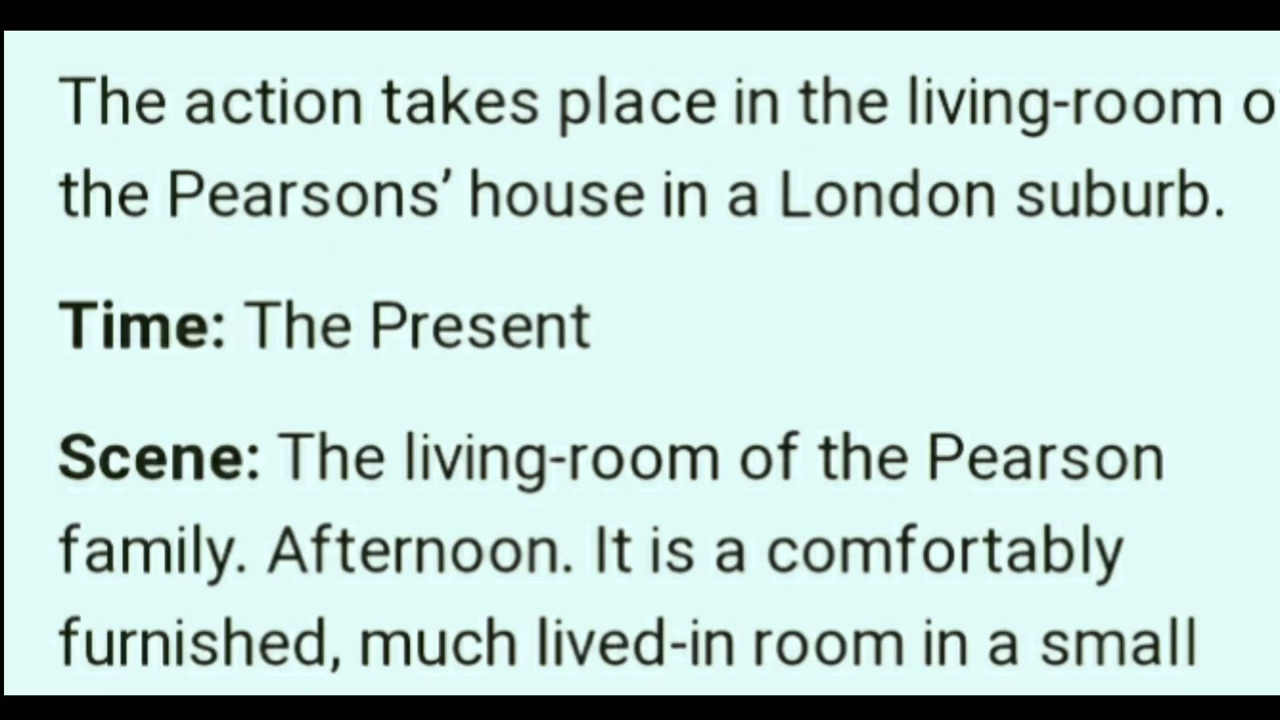 The action takes place in the living-room o
the Pearsons’ house in a London suburb.
Time: The Present
Scene: The living-room of the Pearson
family. Afternoon. It is a comfortably
furnished, much lived-in room in a small